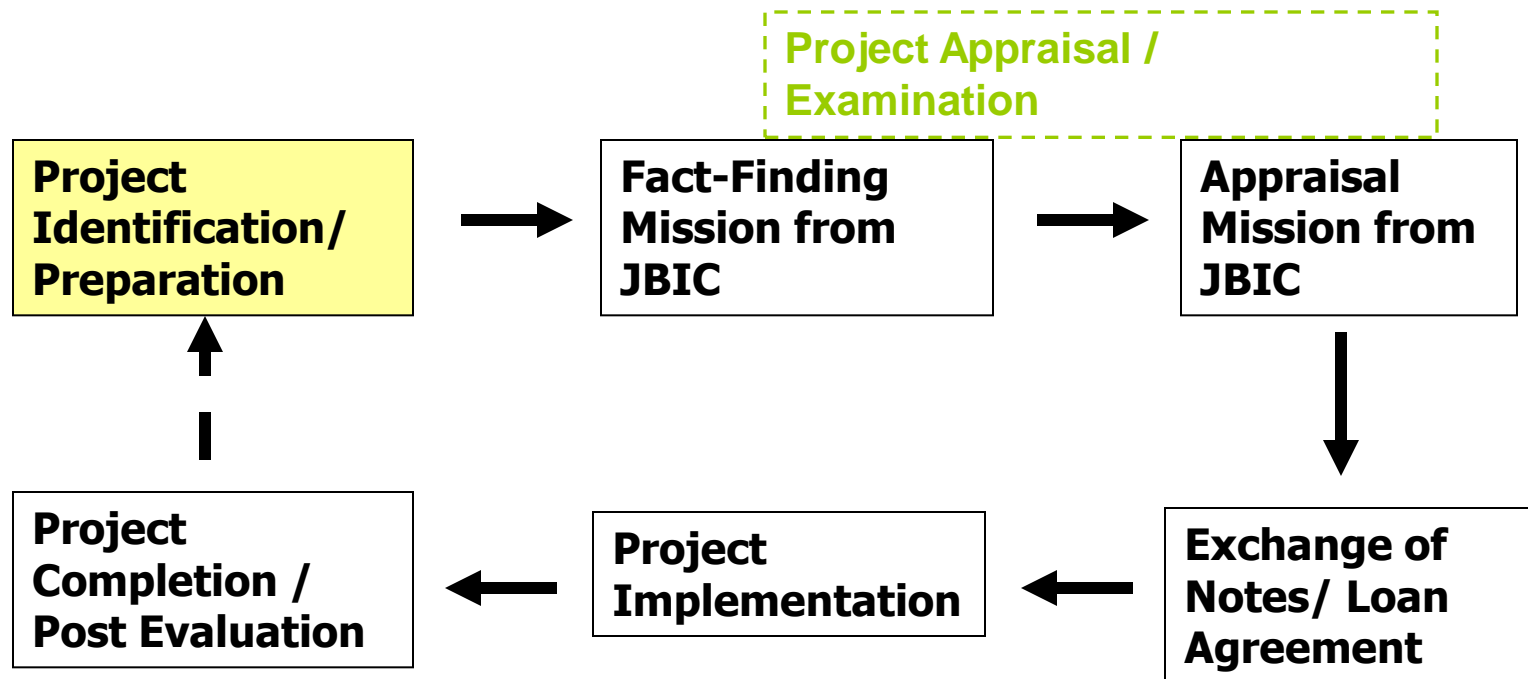 Project Appraisal /
Examination
Project
Identification/
Preparation
Fact-Finding
Mission from
JBIC
Appraisal
Mission from
JBIC
Exchange of
Notes/ Loan
Agreement
Project
Implementation
Project
Completion /
Post Evaluation